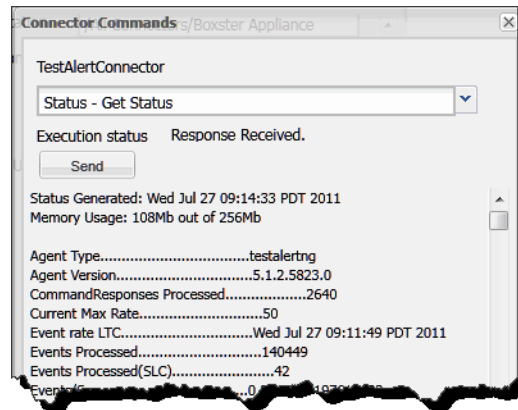 Connector Commands
/Boxster Appliance
TestAlertConnector
Status - Get Status
Execution status Response Received.
Send
Status Generated: Wed Jul 27 09:14:33 PDT 2011
Memory Usage: 108Mb out of 256Mb
Agent Type...................................testalertng
Agent Version................................5.1.2.5823.0
CommandResponses Processed...................2640
Current Max Rate.............................50
Event rate LTC...............................Wed Jul 27 09:11:49 PDT 2011
Events Processed.............................140449
Events Processed(SLC)........................42